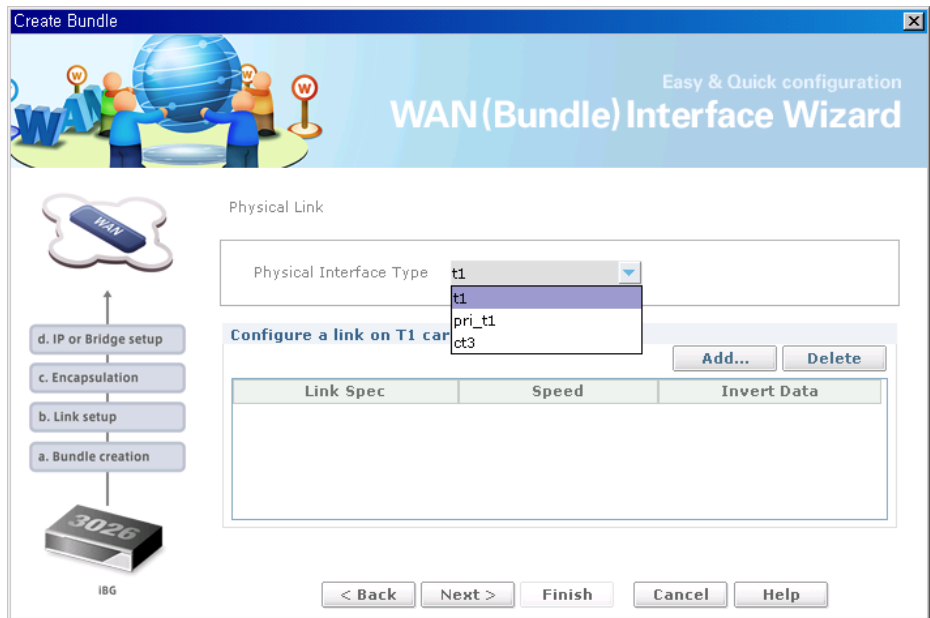 Create Bundle
Easy & Quick configuration
WAN(Bundle) Interface Wizard
W
W
WAN
WAN
Physical Link
Physical Interface Type
t1
t1
pri_t1
ct3
Configure a link on T1 car
Add...
Delete
Link Spec
Speed
Invert Data
d. IP or Bridge setup
c. Encapsulation
b. Link setup
a. Bundle creation
3026
iBG
< Back
Next >
Finish
Cancel
Help